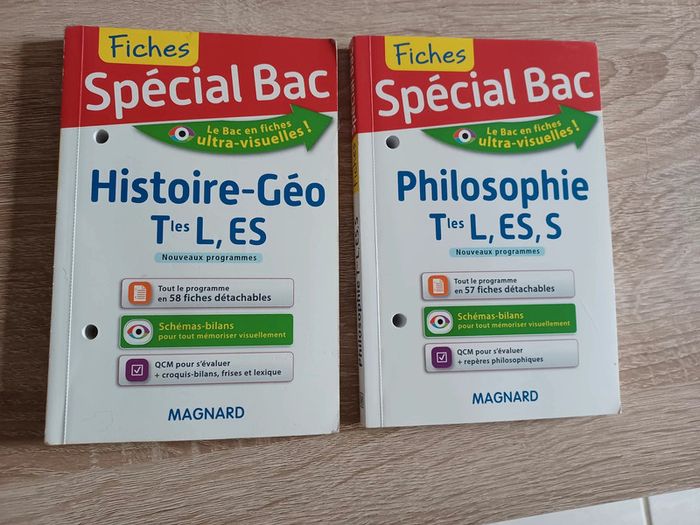 Fiches
Spécial Bac
Le Bac en fiches
ultra-visuelles !
Histoire-Géo
Tles L, ES
Nouveaux programmes
Tout le programme
en 58 fiches détachables
Schémas-bilans
pour tout mémoriser visuellement
QCM pour s'évaluer
+ croquis-bilans, frises et lexique
MAGNARD
Fiches
Spécial Bac
Le Bac en fiches
ultra-visuelles !
Philosophie
Tles L, ES, S
Nouveaux programmes
Tout le programme
en 57 fiches détachables
Schémas-bilans
pour tout mémoriser visuellement
QCM pour s'évaluer
+ repères philosophiques
MAGNARD
Philosophie Tles L, ES, S